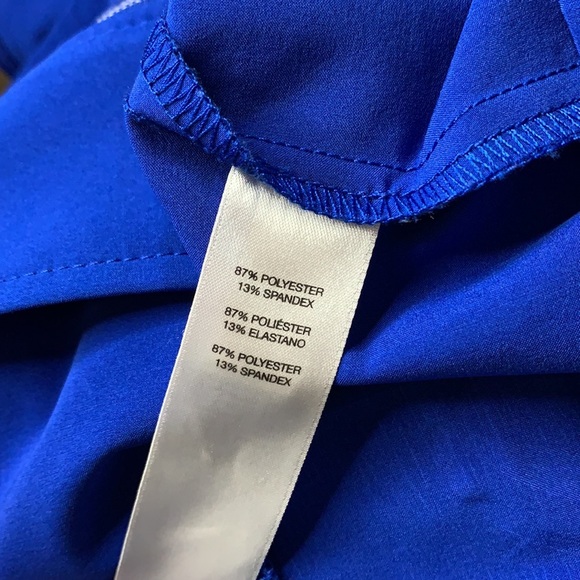 87% POLYESTER
13% SPANDEX
87% POLIÉSTER
13% ELASTANO
87% POLYESTER
13% SPANDEX